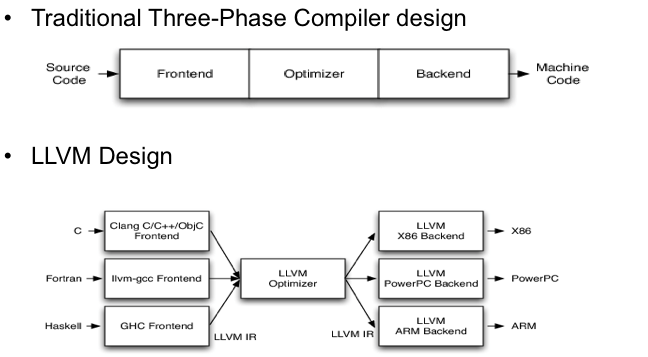 • Traditional Three-Phase Compiler design
Source
Code
Frontend
Optimizer
Backend
Machine
Code
• LLVM Design
C
Clang C/C++/ObjC
Frontend
LLVM
X86 Backend
X86
Fortran
llvm-gcc Frontend
LLVM
Optimizer
LLVM
PowerPC Backend
PowerPC
Haskell
GHC Frontend
LLVM IR
LLVM IR
LLVM
ARM Backend
ARM